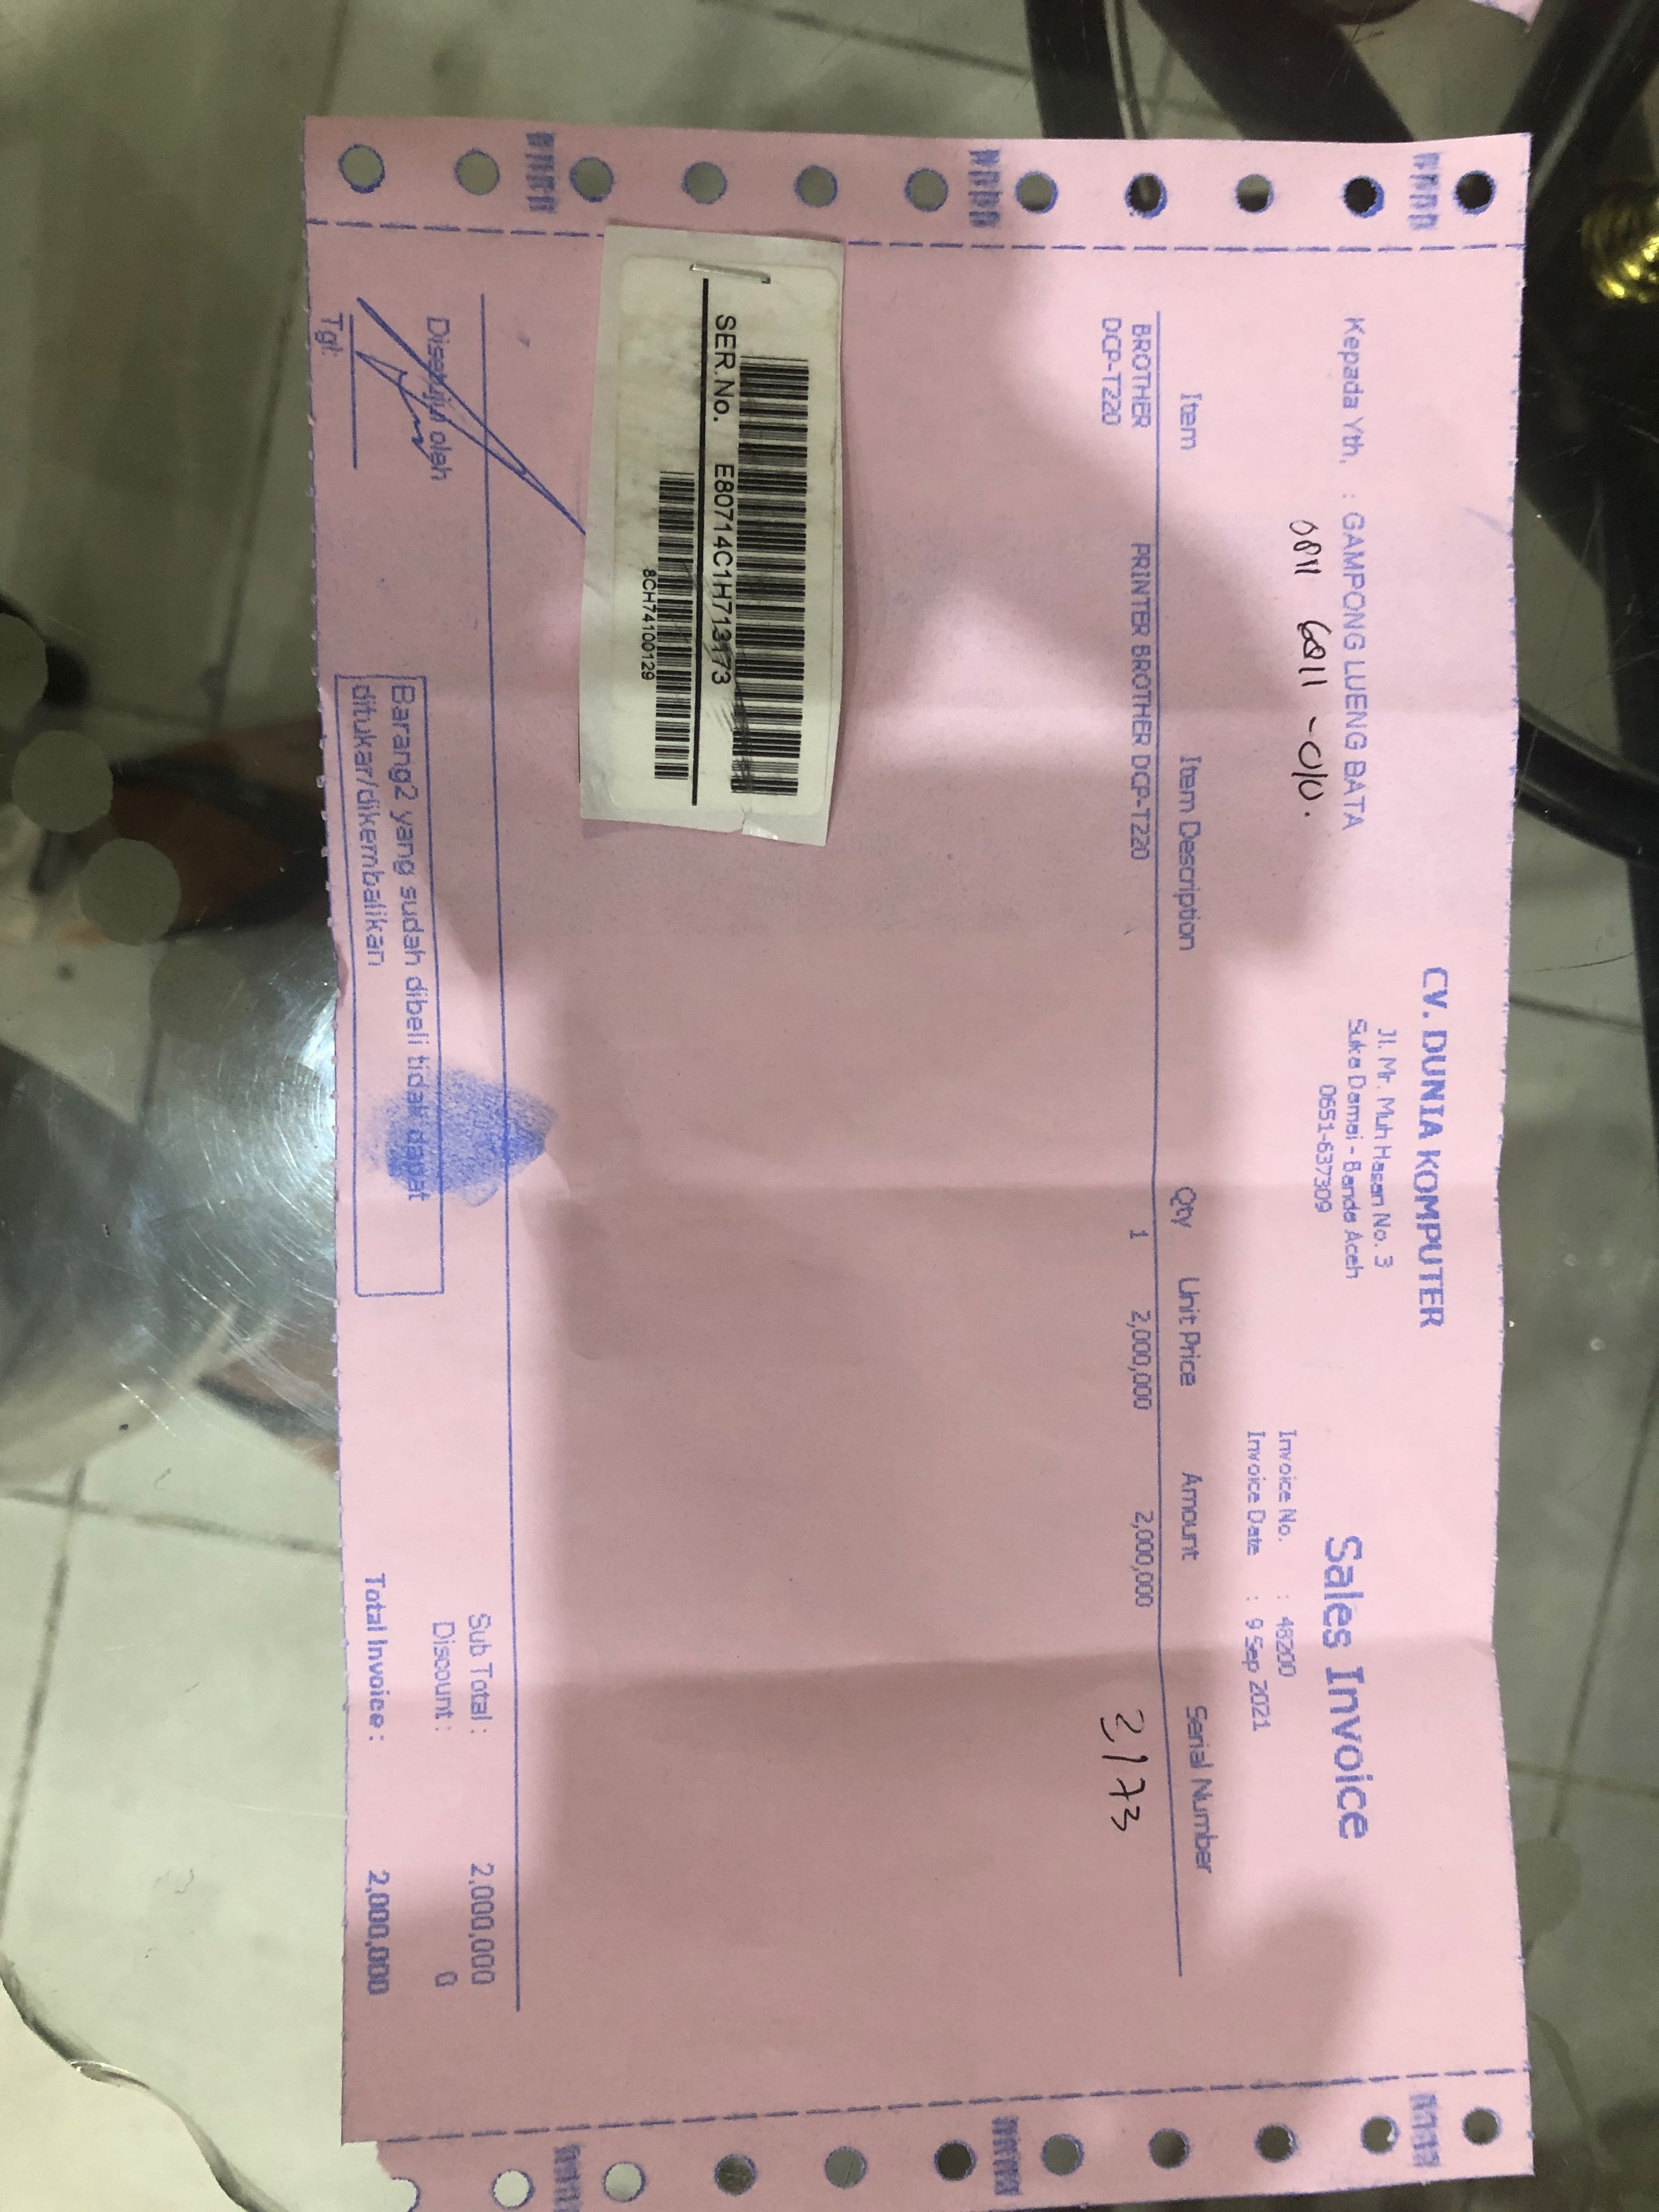 CV. DUNIA KOMPUTER
Jl. Mr. Muh Hasan No. 3
Suka Damai - Banda Aceh
0651-637309
Sales Invoice
Kepada Yth, : GAMPONG LUENG BATA
0811 6811 -010.
Invoice No. : 48200
Invoice Date : 9 Sep 2021
Item Item Description Qty Unit Price Amount Serial Number
BROTHER DCP-T220 PRINTER BROTHER DCP-T220 1 2,000,000 2,000,000 3173
SER.No. E80714C1H713173
8CH74100129
Disetujui oleh
Tgl:
Barang2 yang sudah dibeli tidak dapat
ditukar/dikembalikan
Sub Total : 2,000,000
Discount : 0
Total Invoice : 2,000,000